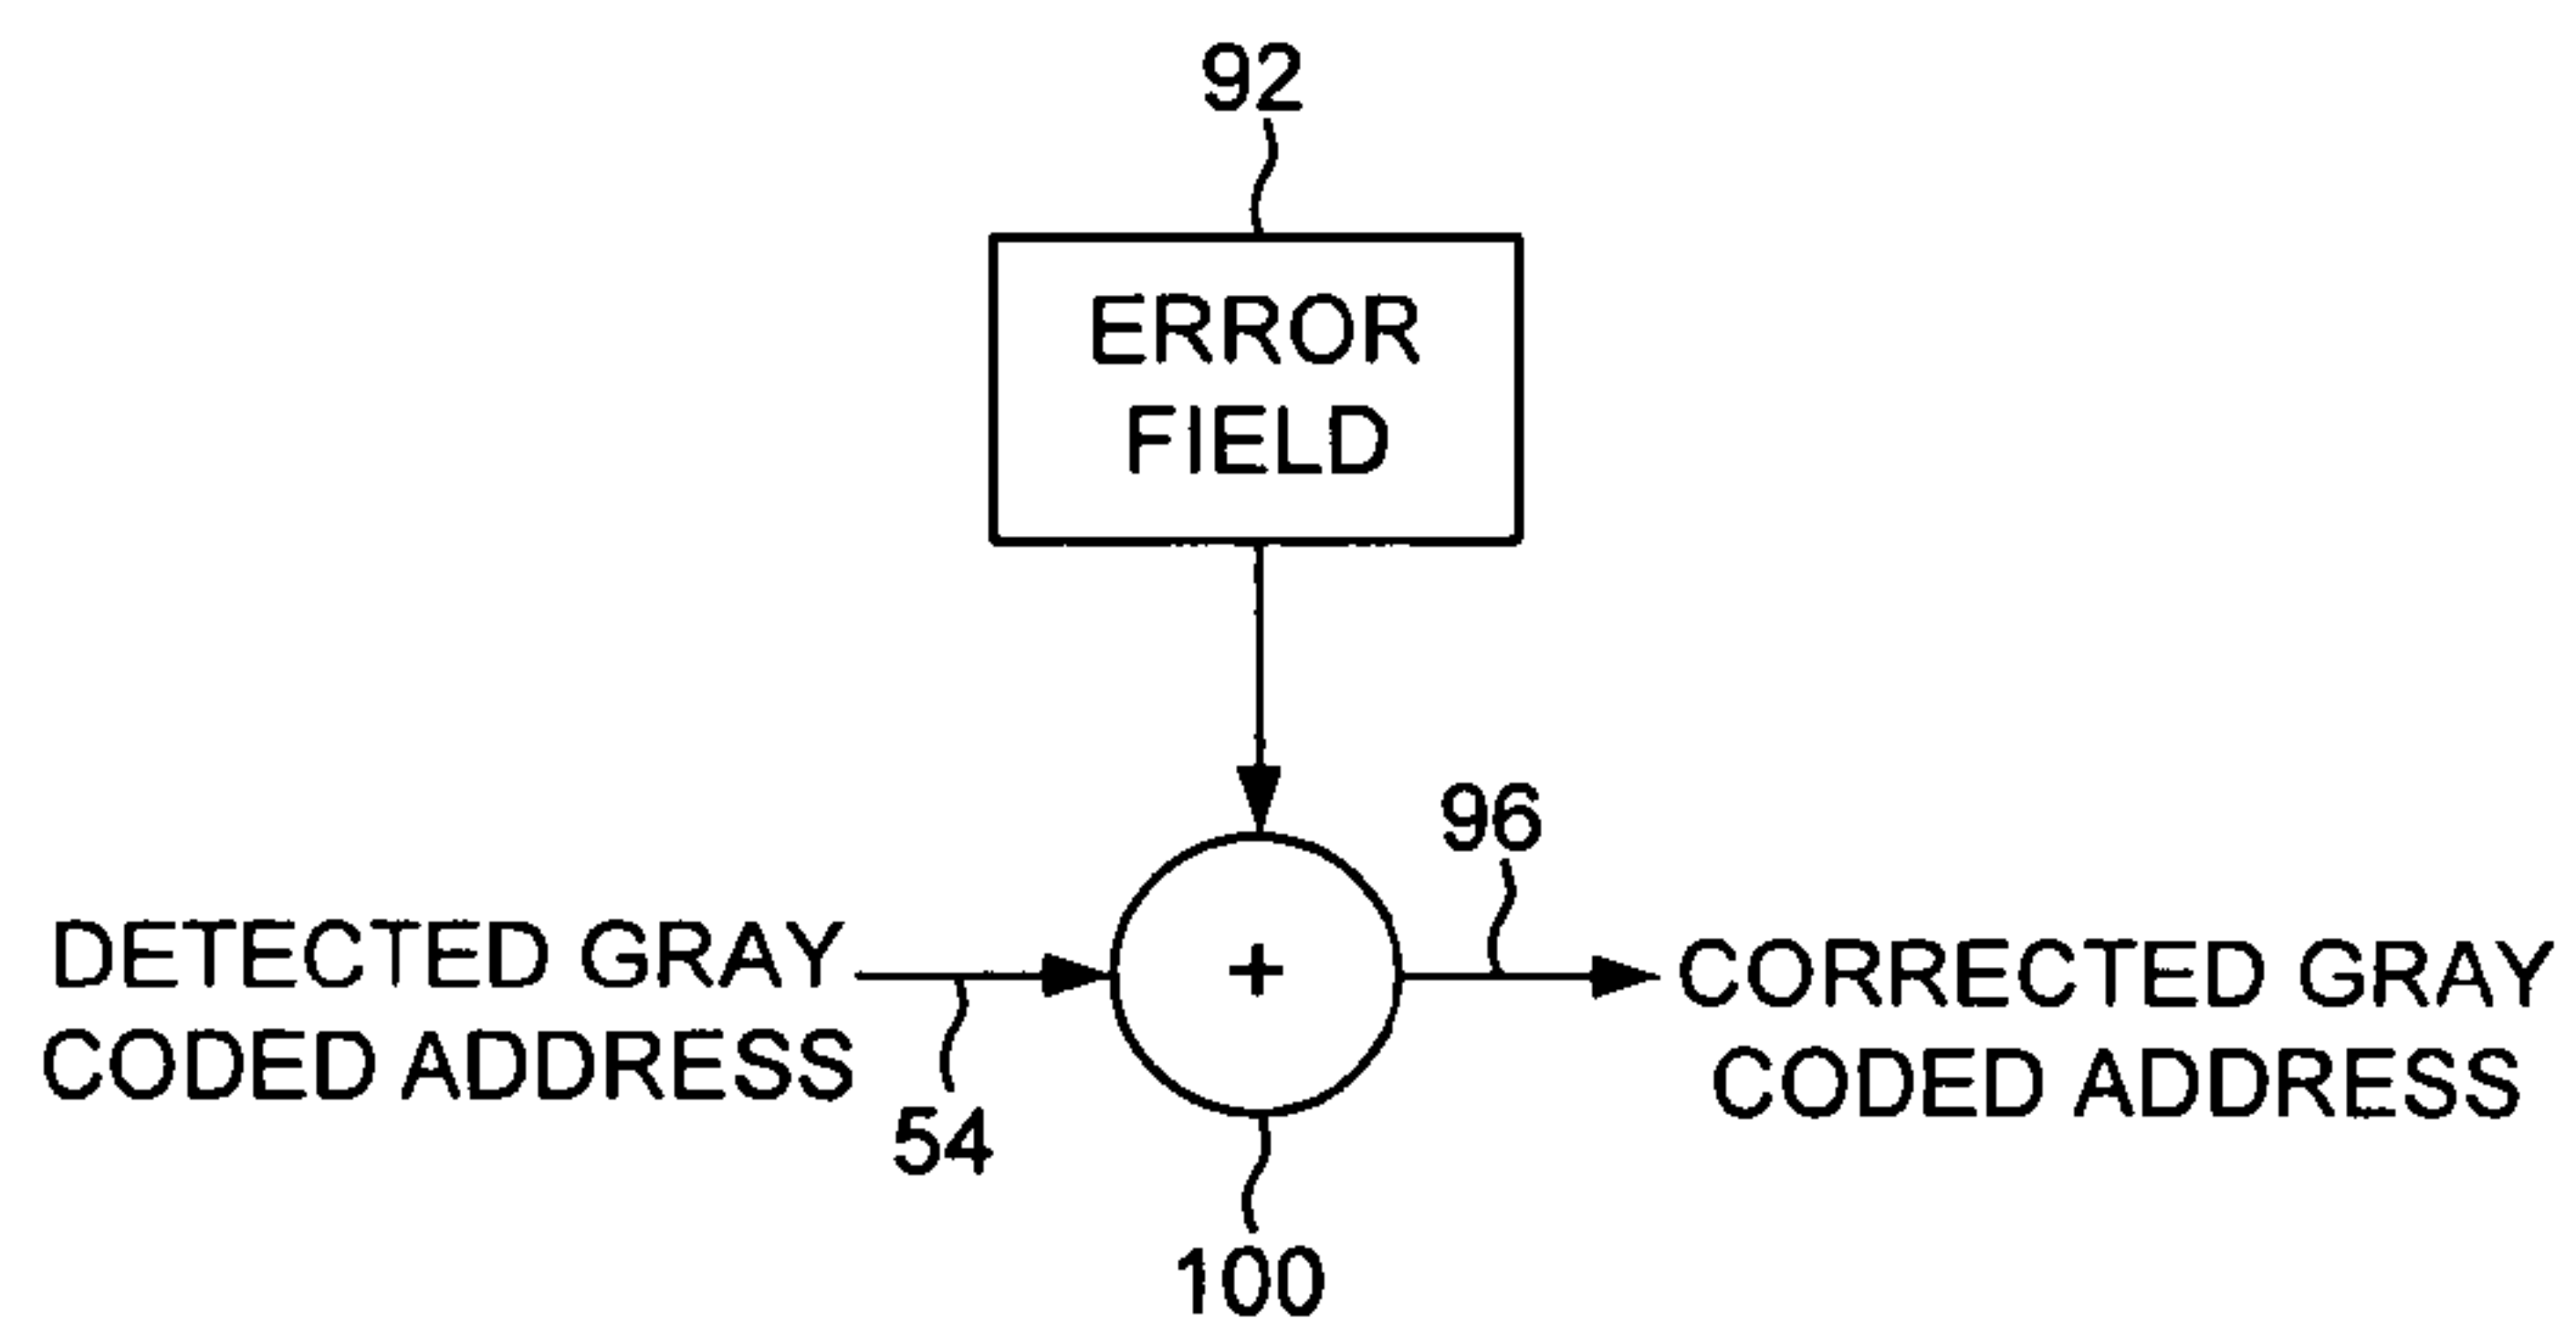 92
ERROR
FIELD
96
DETECTED GRAY
CODED ADDRESS
+
CORRECTED GRAY
CODED ADDRESS
54
100